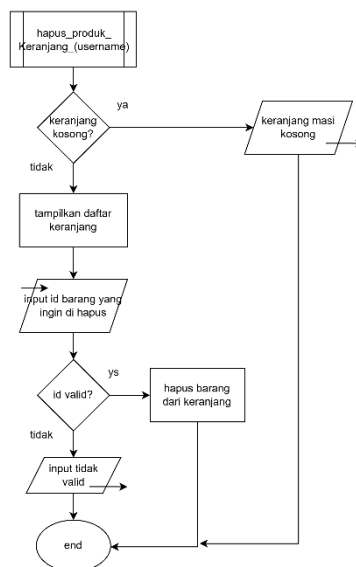 hapus_produk_
Keranjang_(username)
keranjang
kosong?
ya
keranjang masi
kosong
tidak
tampilkan daftar
keranjang
input id barang yang
ingin di hapus
id valid?
ys
hapus barang
dari keranjang
tidak
input tidak
valid
end